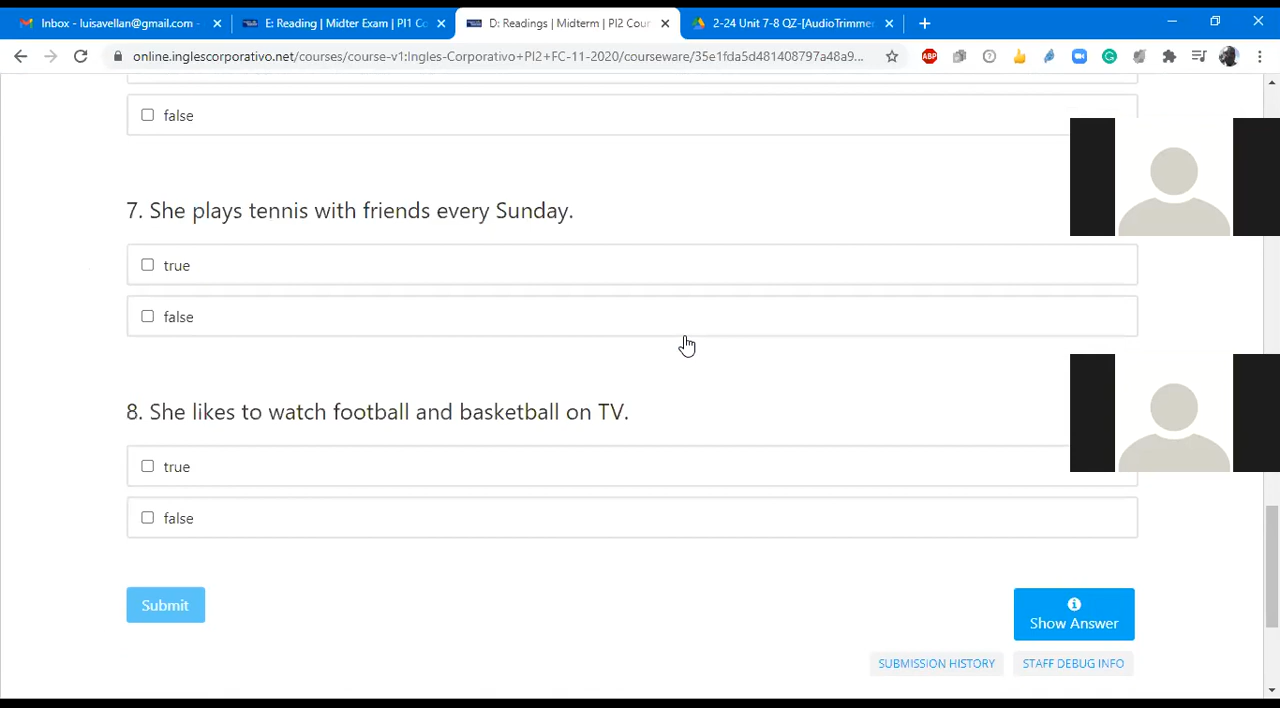 Inbox - luisavellan@gmail.com -
E: Reading | Midter Exam | PI1 C
D: Readings | Midterm | PI2 Cour
2-24 Unit 7-8 QZ-[AudioTrimmer
online.inglescorporativo.net/courses/course-v1:Ingles-Corporativo+PI2+FC-11-2020/courseware/35e1fda5d481408797a48a9...
ABP
false
7. She plays tennis with friends every Sunday.
true
false
8. She likes to watch football and basketball on TV.
true
false
Submit
Show Answer
SUBMISSION HISTORY
STAFF DEBUG INFO